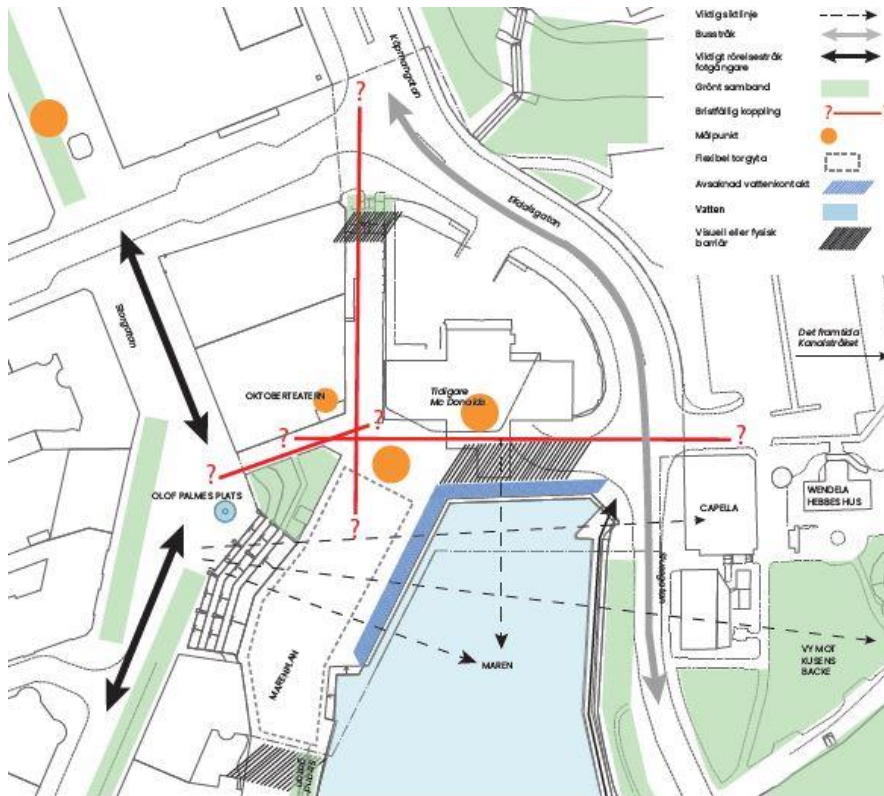 Viktig siktlinje
Busstråk
Viktigt rörelsestråk
fotgängare
Grönt samband
Bristfällig koppling
?
?
Målpunkt
Flexibel torgyta
Avsaknad vattenkontakt
Vatten
Visuell eller fysisk
barriär
Köpmangatan
?
Ekdalsgatan
Storgatan
Det framtida
Kanalstråket
OKTOBERTEATERN
Tidigare
Mc Donalds
?
?
?
?
OLOF PALMES PLATS
CAPELLA
WENDELA
HEBBES HUS
?
MARENPLAN
MAREN
VY MOT
KUSENS
BACKE